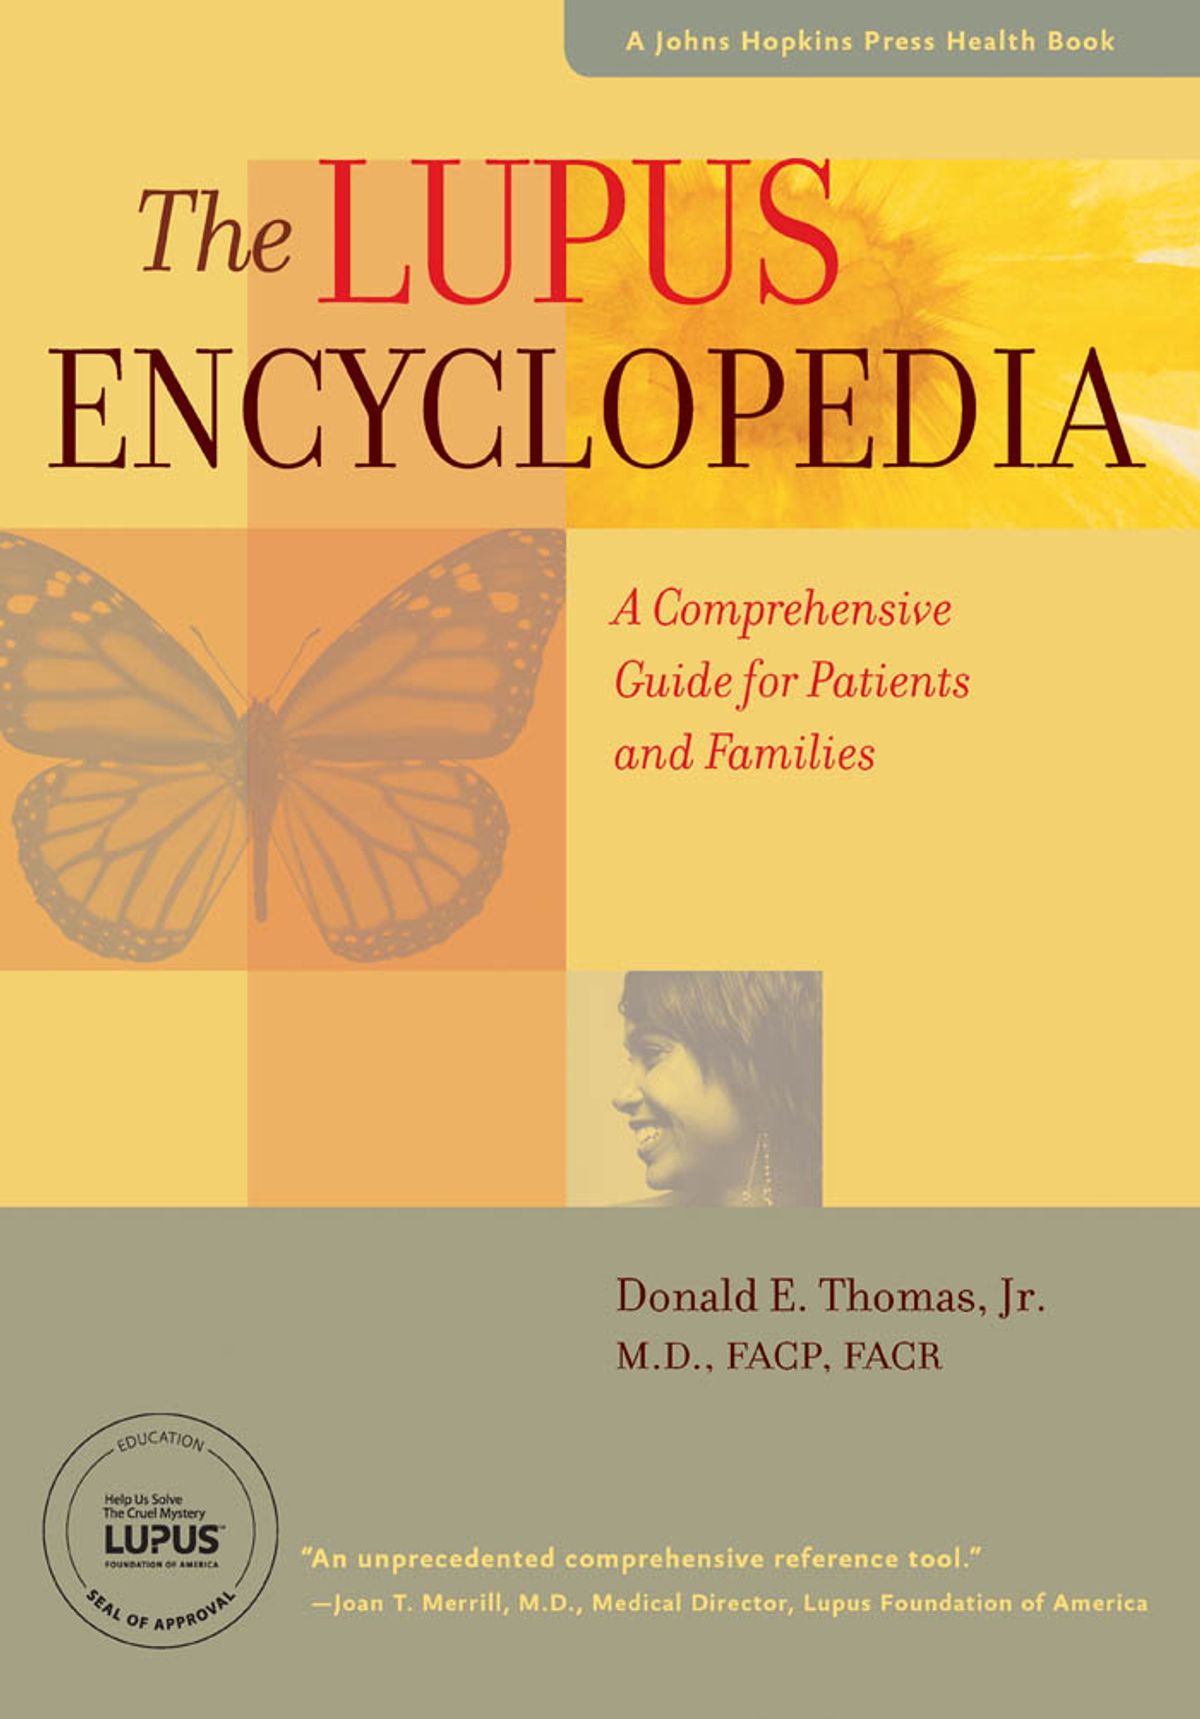 A Johns Hopkins Press Health Book
The LUPUS
ENCYCLOPEDIA
A Comprehensive
Guide for Patients
and Families
Donald E. Thomas, Jr.
M.D., FACP, FACR
EDUCATION
Help Us Solve
The Cruel Mystery
LUPUS™
FOUNDATION OF AMERICA
SEAL OF APPROVAL
“An unprecedented comprehensive reference tool.”
—Joan T. Merrill, M.D., Medical Director, Lupus Foundation of America